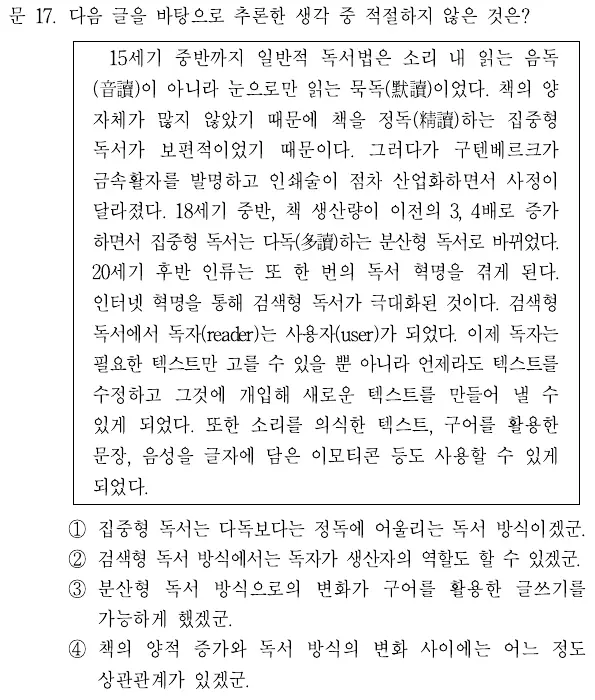 문 17. 다음 글을 바탕으로 추론한 생각 중 적절하지 않은 것은?
15세기 중반까지 일반적 독서법은 소리 내 읽는 음독
(音讀)이 아니라 눈으로만 읽는 묵독(默讀)이었다. 책의 양
자체가 많지 않았기 때문에 책을 정독(精讀)하는 집중형
독서가 보편적이었기 때문이다. 그러다가 구텐베르크가
금속활자를 발명하고 인쇄술이 점차 산업화하면서 사정이
달라졌다. 18세기 중반, 책 생산량이 이전의 3, 4배로 증가
하면서 집중형 독서는 다독(多讀)하는 분산형 독서로 바뀌었다.
20세기 후반 인류는 또 한 번의 독서 혁명을 겪게 된다.
인터넷 혁명을 통해 검색형 독서가 극대화된 것이다. 검색형
독서에서 독자(reader)는 사용자(user)가 되었다. 이제 독자는
필요한 텍스트만 고를 수 있을 뿐 아니라 언제라도 텍스트를
수정하고 그것에 개입해 새로운 텍스트를 만들어 낼 수
있게 되었다. 또한 소리를 의식한 텍스트, 구어를 활용한
문장, 음성을 글자에 담은 이모티콘 등도 사용할 수 있게
되었다.
① 집중형 독서는 다독보다는 정독에 어울리는 독서 방식이겠군.
② 검색형 독서 방식에서는 독자가 생산자의 역할도 할 수 있겠군.
③ 분산형 독서 방식으로의 변화가 구어를 활용한 글쓰기를
가능하게 했겠군.
④ 책의 양적 증가와 독서 방식의 변화 사이에는 어느 정도
상관관계가 있겠군.